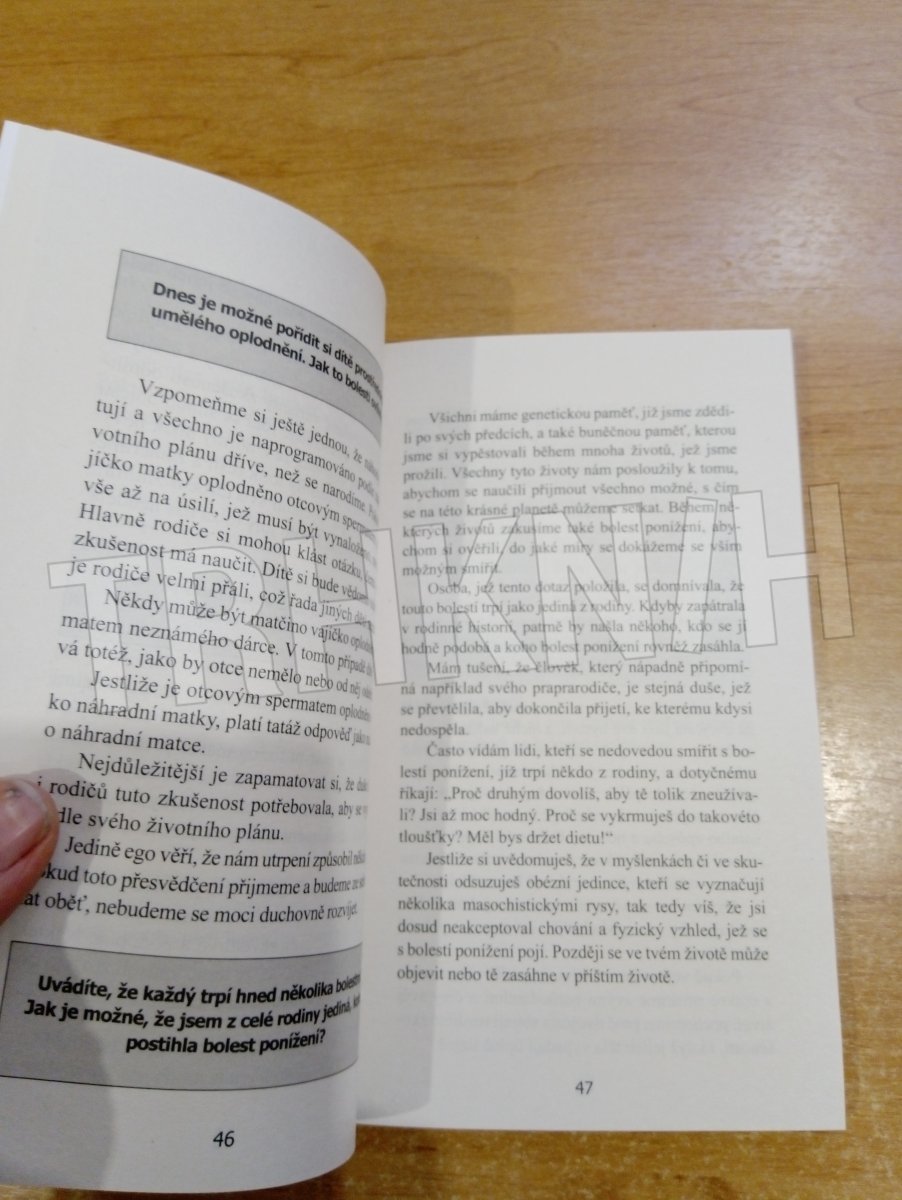 Dnes je možné pořídit si dítě
umělého oplodnění. Jak to bolesti
Vzpomeňme si ještě jednou, že
tují a všechno je naprogramováno podle
votního plánu dříve, než se narodíme.
jíčko matky oplodněno otcovým spermatem
vše až na úsilí, jež musí být vynaloženo
Hlavně rodiče si mohou klást otázku,
zkušenost má naučit. Dítě si bude
je rodiče velmi přáli, což řada jiných
Někdy může být matčino vajíčko
matem neznámého dárce. V tomto případě
vá totéž, jako by otce nemělo nebo od něj
Jestliže je otcovým spermatem oplodněno
ko náhradní matky, platí tatáž odpověď jako
o náhradní matce.
Nejdůležitější je zapamatovat si, že
i rodičů tuto zkušenost potřebovala, aby se
dle svého životního plánu.
Jedině ego věří, že nám utrpení způsobil
kud toto přesvědčení přijmeme a budeme ze
at oběť, nebudeme se moci duchovně rozvíjet.
Uvádíte, že každý trpí hned několika
Jak je možné, že jsem z celé rodiny jediná,
postihla bolest ponížení?
46
Všichni máme genetickou paměť, již jsme zdědi-
li po svých předcích, a také buněčnou paměť, kterou
jsme si vypěstovali během mnoha životů, jež jsme
prožili. Všechny tyto životy nám posloužily k tomu,
abychom se naučili přijmout všechno možné, s čím
se na této krásné planetě můžeme setkat. Během ně-
kterých životů zakusíme také bolest ponížení, aby-
chom si ověřili, do jaké míry se dokážeme se vším
možným smířit.
Osoba, jež tento dotaz položila, se domnívala, že
touto bolestí trpí jako jediná z rodiny. Kdyby zapátrala
v rodinné historii, patrně by našla někoho, kdo se jí
hodně podobá a koho bolest ponížení rovněž zasáhla.
Mám tušení, že člověk, který nápadně připomí-
ná například svého praprarodiče, je stejná duše, jež
se převtělila, aby dokončila přijetí, ke kterému kdysi
nedospěla.
Často vídám lidi, kteří se nedovedou smířit s bo-
lestí ponížení, jíž trpí někdo z rodiny, a dotyčnému
říkají: „Proč druhým dovolíš, aby tě tolik zneužíva-
li? Jsi až moc hodný. Proč se vykrmuješ do takovéto
tloušťky? Měl bys držet dietu!“
Jestliže si uvědomuješ, že v myšlenkách či ve sku-
tečnosti odsuzuješ obézní jedince, kteří se vyznačují
několika masochistickými rysy, tak tedy víš, že jsi
dosud neakceptoval chování a fyzický vzhled, jež se
s bolestí ponížení pojí. Později se ve tvém životě může
objevit nebo tě zasáhne v příštím životě.
47